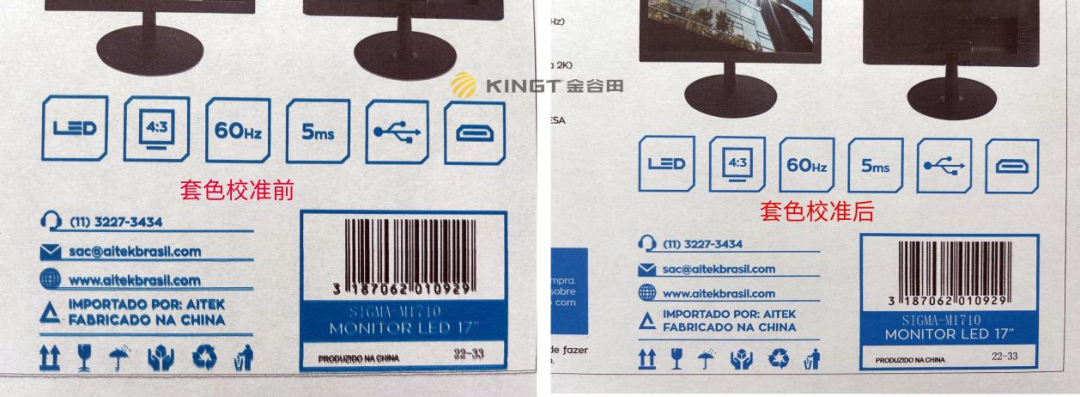 KINGT 金谷田
LED
4:3
60Hz
5ms
套色校准前
(11) 3227-3434
sac@aitekbrasil.com
www.aitekbrasil.com
IMPORTADO POR: AITEK
FABRICADO NA CHINA
3 187062 010929
SIGMA-M1710
MONITOR LED 17"
PRODUZIDO NA CHINA
22-33
Hz)
a 2K)
ESA
LED
4:3
60Hz
5ms
套色校准后
mpra.
sobre
o com
de fazer
(11) 3227-3434
sac@aitekbrasil.com
www.aitekbrasil.com
IMPORTADO POR: AITEK
FABRICADO NA CHINA
3 187062 010929
SIGMA-M1710
MONITOR LED 17"
PRODUZIDO NA CHINA
22-33